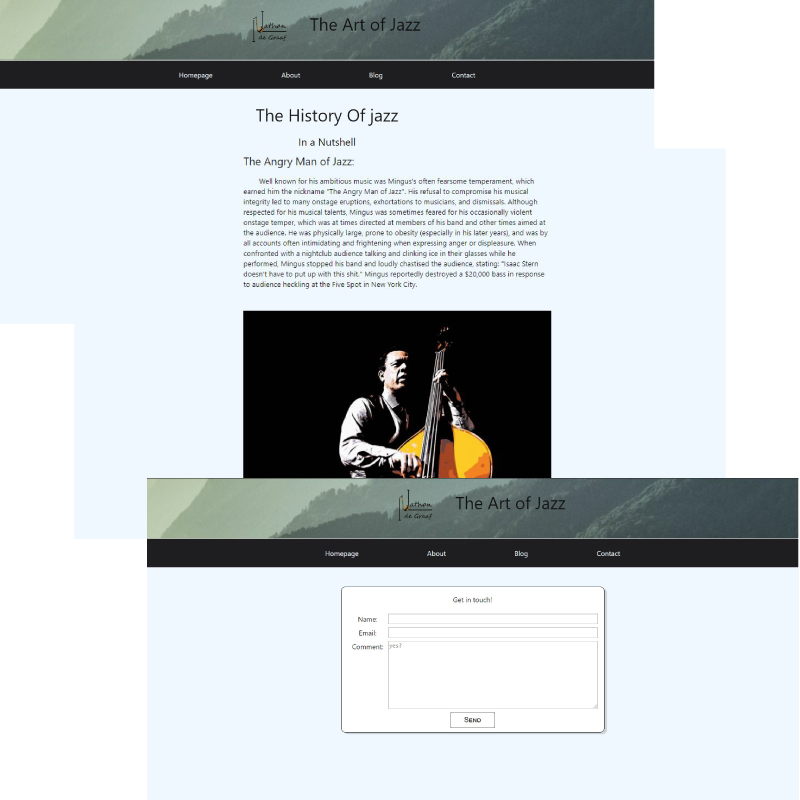 Jathan
de Graaf
The Art of Jazz
Homepage About Blog Contact
The History Of jazz
In a Nutshell
The Angry Man of Jazz:
Well known for his ambitious music was Mingus's often fearsome temperament, which
earned him the nickname "The Angry Man of Jazz". His refusal to compromise his musical
integrity led to many onstage eruptions, exhortations to musicians, and dismissals. Although
respected for his musical talents, Mingus was sometimes feared for his occasionally violent
onstage temper, which was at times directed at members of his band and other times aimed at
the audience. He was physically large, prone to obesity (especially in his later years), and was by
all accounts often intimidating and frightening when expressing anger or displeasure. When
confronted with a nightclub audience talking and clinking ice in their glasses while he
performed, Mingus stopped his band and loudly chastised the audience, stating: "Isaac Stern
doesn't have to put up with this shit." Mingus reportedly destroyed a $20,000 bass in response
to audience heckling at the Five Spot in New York City.
Jathan
de Graaf
The Art of Jazz
Homepage About Blog Contact
Get in touch!
Name:
Email:
Comment: yes?
Send